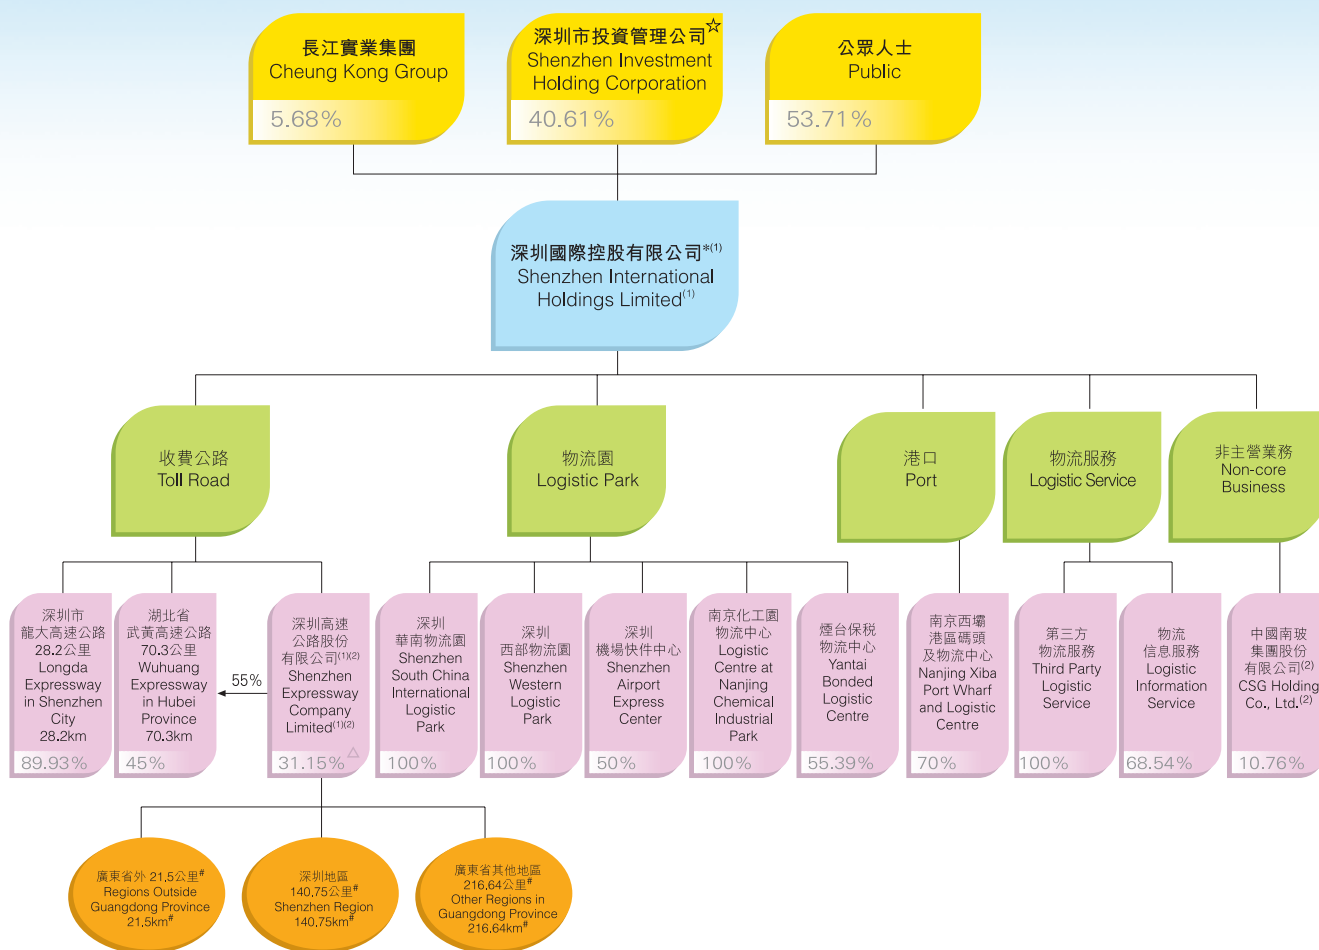 長江實業集團
Cheung Kong Group
5.68%
深圳市投資管理公司☆
Shenzhen Investment
Holding Corporation
40.61%
公眾人士
Public
53.71%
深圳國際控股有限公司*(1)
Shenzhen International
Holdings Limited(1)
收費公路
Toll Road
物流園
Logistic Park
港口
Port
物流服務
Logistic Service
非主營業務
Non-core
Business
深圳市
龍大高速公路
28.2公里
Longda
Expressway
in Shenzhen
City
28.2km
89.93%
湖北省
武黃高速公路
70.3公里
Wuhuang
Expressway
in Hubei
Province
70.3km
45%
55%
深圳高速
公路股份
有限公司(1)(2)
Shenzhen
Expressway
Company
Limited(1)(2)
31.15%△
深圳
華南物流園
Shenzhen
South China
International
Logistic
Park
100%
深圳
西部物流園
Shenzhen
Western
Logistic
Park
100%
深圳
機場快件中心
Shenzhen
Airport
Express
Center
50%
南京化工園
物流中心
Logistic
Centre at
Nanjing
Chemical
Industrial
Park
100%
煙台保税
物流中心
Yantai
Bonded
Logistic
Centre
55.39%
南京西壩
港區碼頭
及物流中心
Nanjing Xiba
Port Wharf
and Logistic
Centre
70%
第三方
物流服務
Third Party
Logistic
Service
100%
物流
信息服務
Logistic
Information
Service
68.54%
中國南玻
集團股份
有限公司(2)
CSG Holding
Co., Ltd.(2)
10.76%
廣東省外 21.5公里#
Regions Outside
Guangdong Province
21.5km#
深圳地區
140.75公里#
Shenzhen Region
140.75km#
廣東省其他地區
216.64公里#
Other Regions in
Guangdong Province
216.64km#